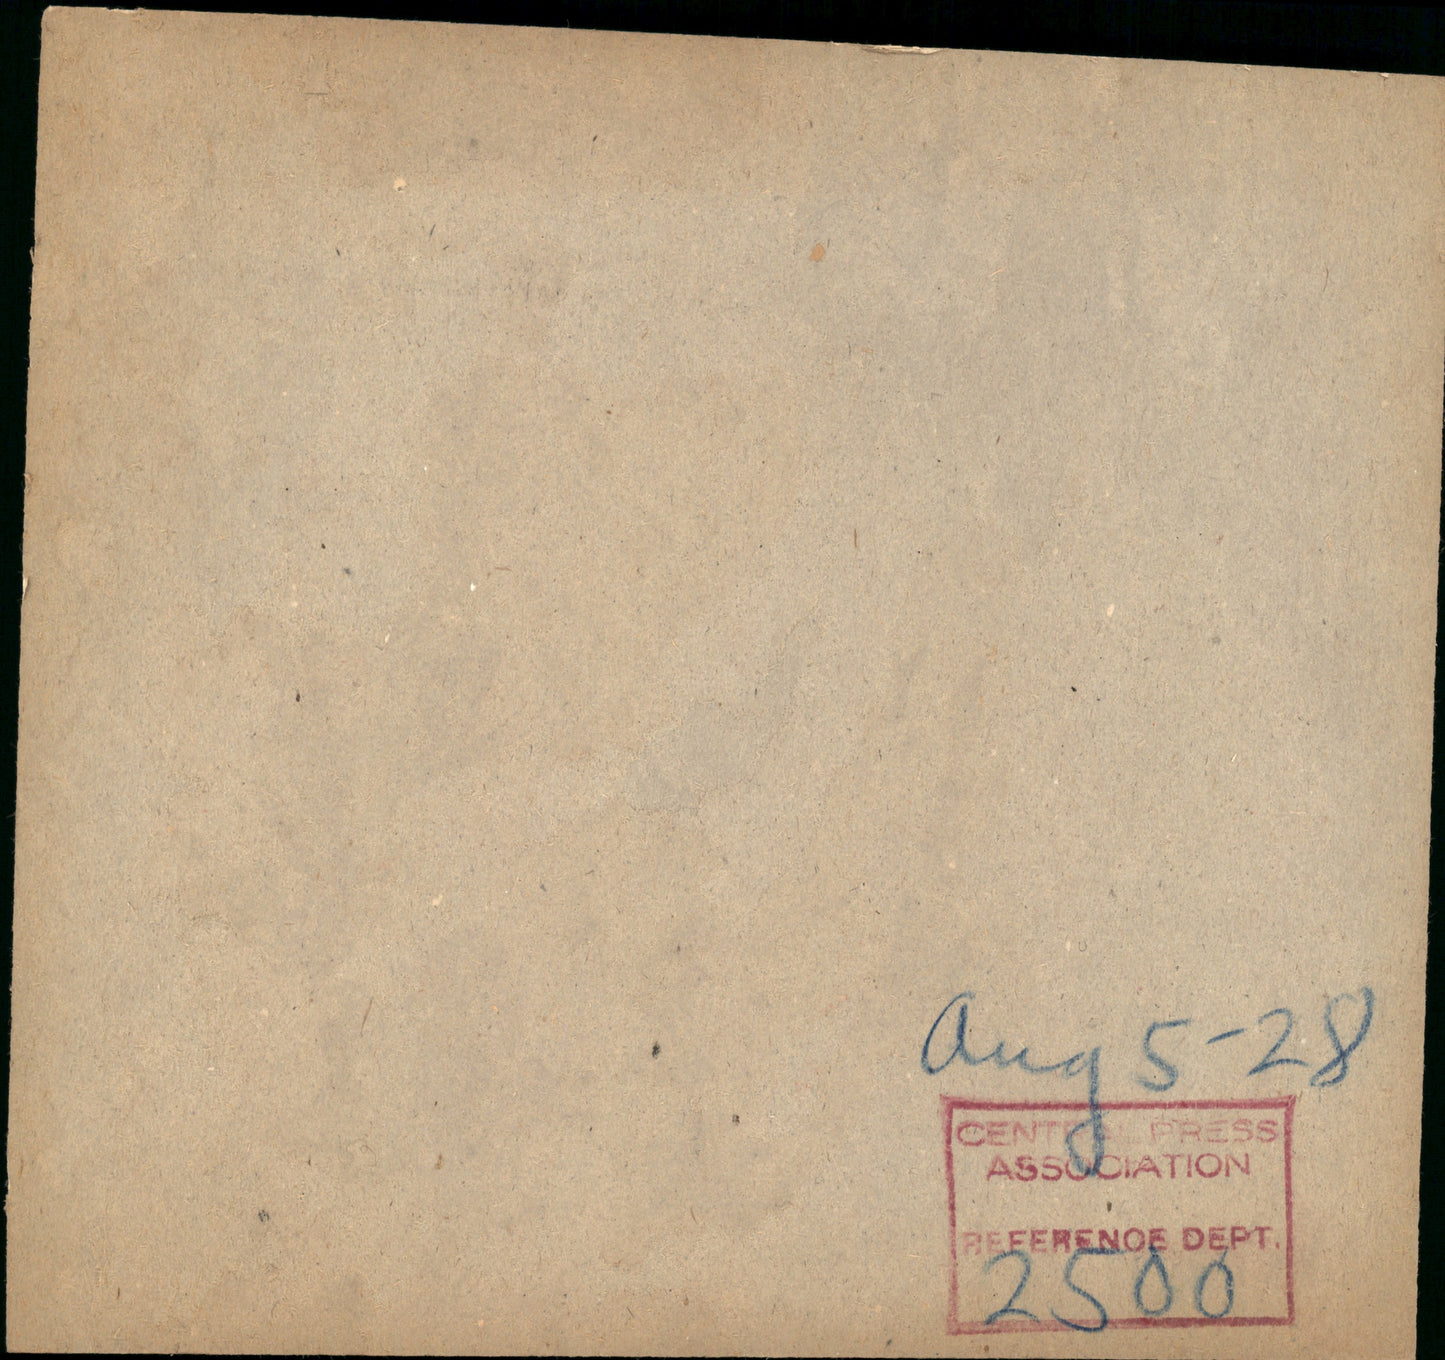 Aug 5-28
CENTRAL PRESS
ASSOCIATION
REFERENCE DEPT.
2500